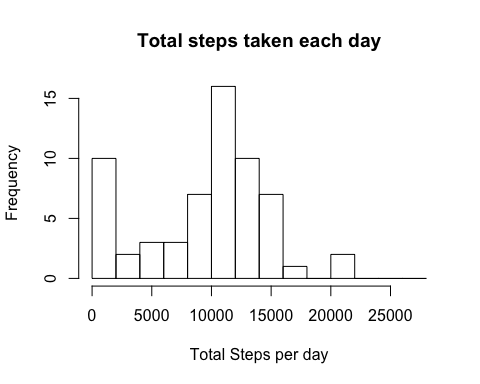 Total steps taken each day
Frequency
15
10
5
0
0 5000 10000 15000 20000 25000
Total Steps per day